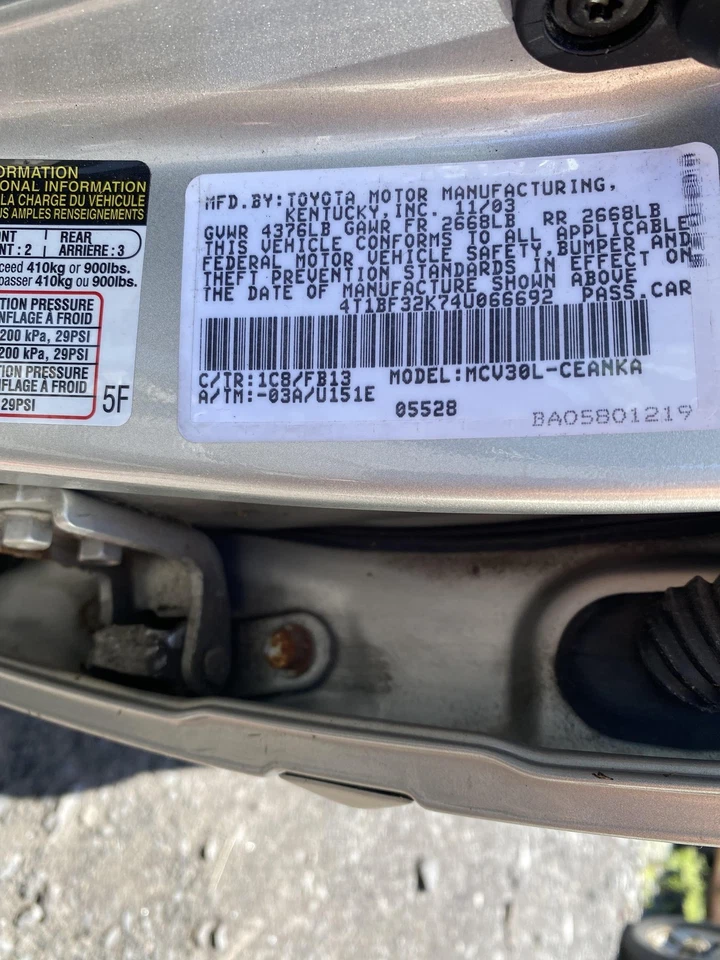 ORMATION
ONAL INFORMATION
LA CHARGE DU VÉHICULE
US AMPLES RENSEIGNEMENTS
NT : 2
REAR
ARRIÈRE : 3
ceed 410kg or 900lbs.
passer 410kg ou 900lbs.
TION PRESSURE
NFLAGE À FROID
200 kPa, 29PSI
200 kPa, 29PSI
TION PRESSURE
NFLAGE À FROID
29PSI
5F
MFD.BY:TOYOTA MOTOR MANUFACTURING,
KENTUCKY,INC. 11/03
GVWR 4376LB GAWR FR 2668LB RR 2668LB
THIS VEHICLE CONFORMS TO ALL APPLICABLE
FEDERAL MOTOR VEHICLE SAFETY,BUMPER AND
THEFT PREVENTION STANDARDS IN EFFECT ON
THE DATE OF MANUFACTURE SHOWN ABOVE
4T1BF32K74U066692 PASS.CAR
C/TR:1C8/FB13 MODEL:MCV30L-CEANKA
A/TM:-03A/U151E
05528
BA05801219